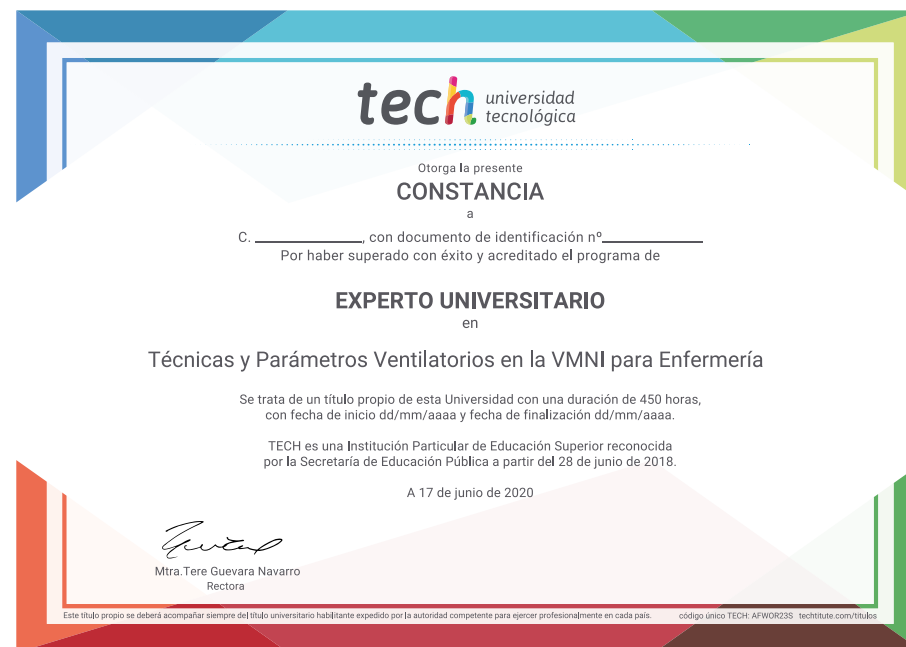 tech universidad
tecnológica
Otorga la presente
CONSTANCIA
a
C. ____________, con documento de identificación nº____________
Por haber superado con éxito y acreditado el programa de
EXPERTO UNIVERSITARIO
en
Técnicas y Parámetros Ventilatorios en la VMNI para Enfermería
Se trata de un título propio de esta Universidad con una duración de 450 horas,
con fecha de inicio dd/mm/aaaa y fecha de finalización dd/mm/aaaa.
TECH es una Institución Particular de Educación Superior reconocida
por la Secretaría de Educación Pública a partir del 28 de junio de 2018.
A 17 de junio de 2020
Mtra.Tere Guevara Navarro
Rectora
Este título propio se deberá acompañar siempre del título universitario habilitante expedido por la autoridad competente para ejercer profesionalmente en cada país. código único TECH: AFWOR23S techtitute.com/titulos